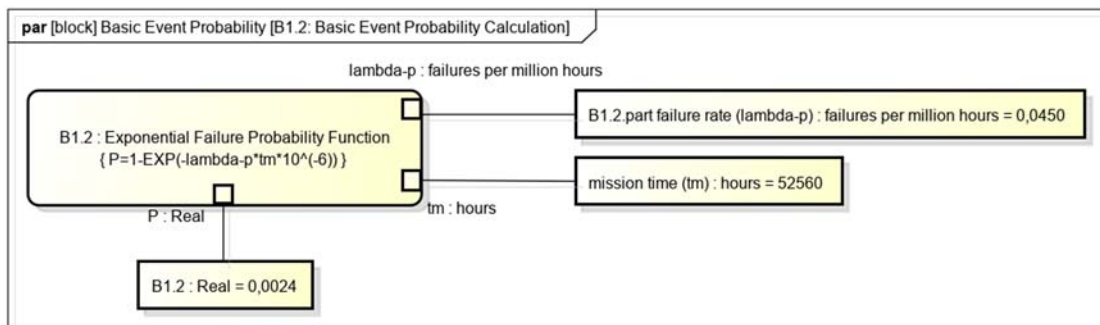 par [block] Basic Event Probability [B1.2: Basic Event Probability Calculation]
lambda-p : failures per million hours
B1.2 : Exponential Failure Probability Function
{ P=1-EXP(-lambda-p*tm*10^(-6)) }
B1.2.part failure rate (lambda-p) : failures per million hours = 0,0450
mission time (tm) : hours = 52560
P : Real
tm : hours
B1.2 : Real = 0,0024